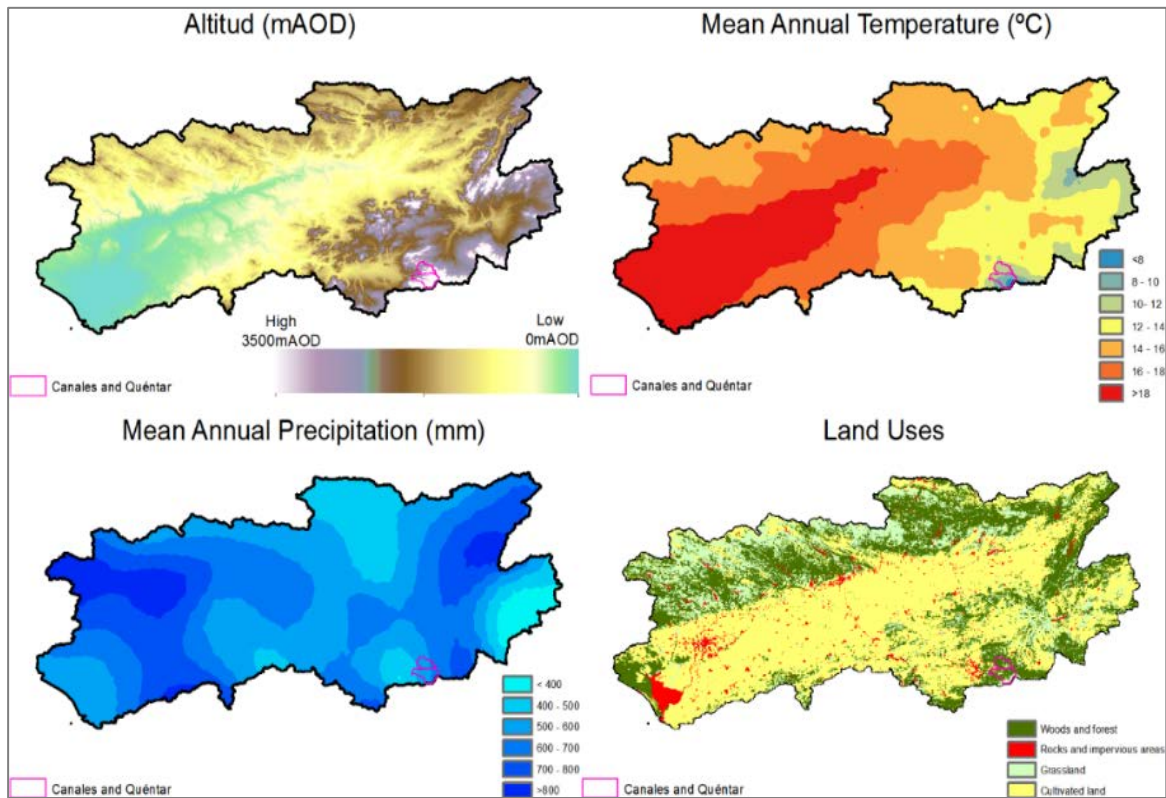 Altitud (mAOD)
High
3500mAOD
Low
0mAOD
Canales and Quéntar
Mean Annual Temperature (ºC)
<8
8 - 10
10- 12
12 - 14
14 - 16
16 - 18
>18
Canales and Quéntar
Mean Annual Precipitation (mm)
< 400
400 - 500
500 - 600
600 - 700
700 - 800
>800
Canales and Quéntar
Land Uses
Woods and forest
Rocks and impervious areas
Grassland
Cultivated land
Canales and Quéntar